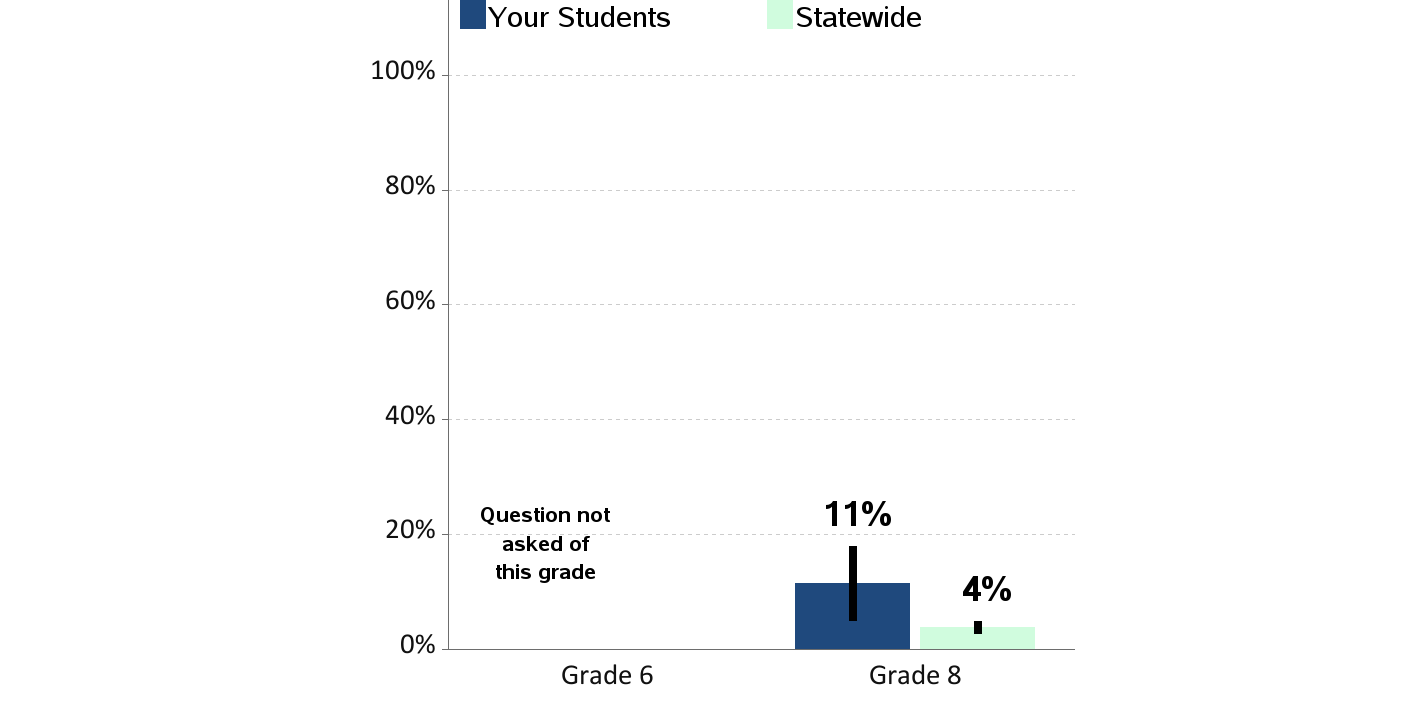 Your Students Statewide
100%
80%
60%
40%
20%
0%
Question not
asked of
this grade
11%
4%
Grade 6 Grade 8